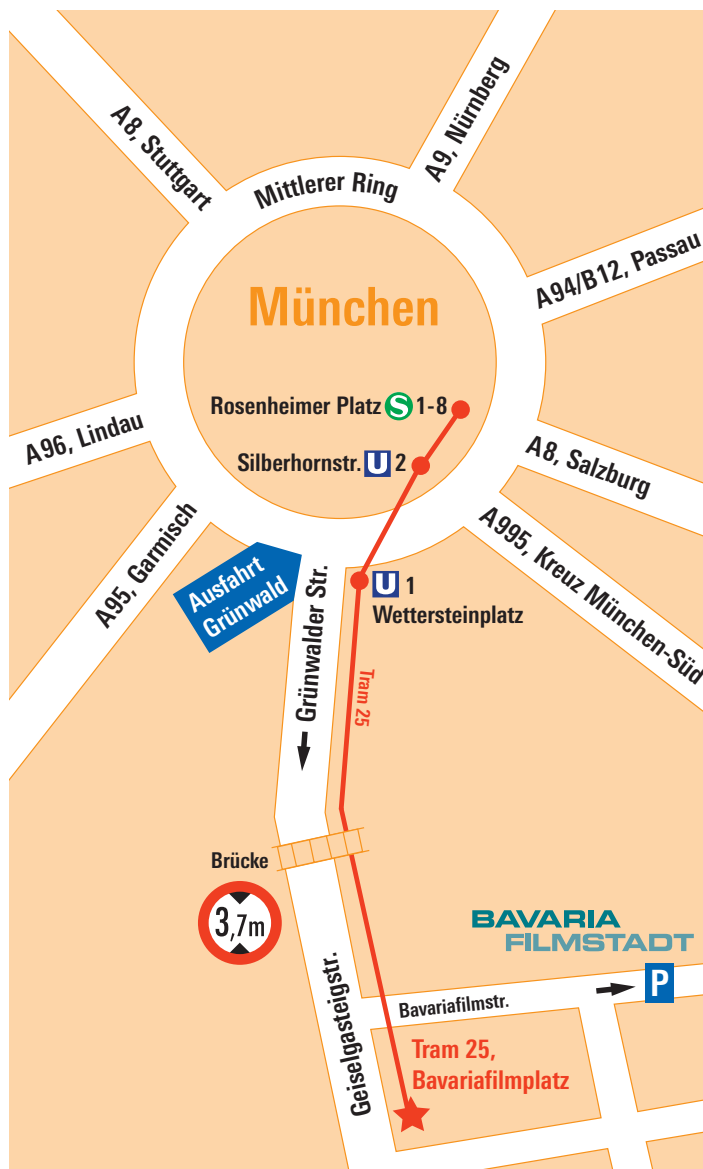 A8, Stuttgart
A9, Nürnberg
Mittlerer Ring
A94/B12, Passau
München
Rosenheimer Platz S 1-8
A96, Lindau
Silberhornstr. U 2
A8, Salzburg
A95, Garmisch
A995, Kreuz München-Süd
Ausfahrt
Grünwald
Grünwalder Str.
U 1
Wettersteinplatz
Tram 25
Brücke
3,7m
BAVARIA
FILMSTADT
P
Geiselgasteigstr.
Bavariafilmstr.
Tram 25,
Bavariafilmplatz